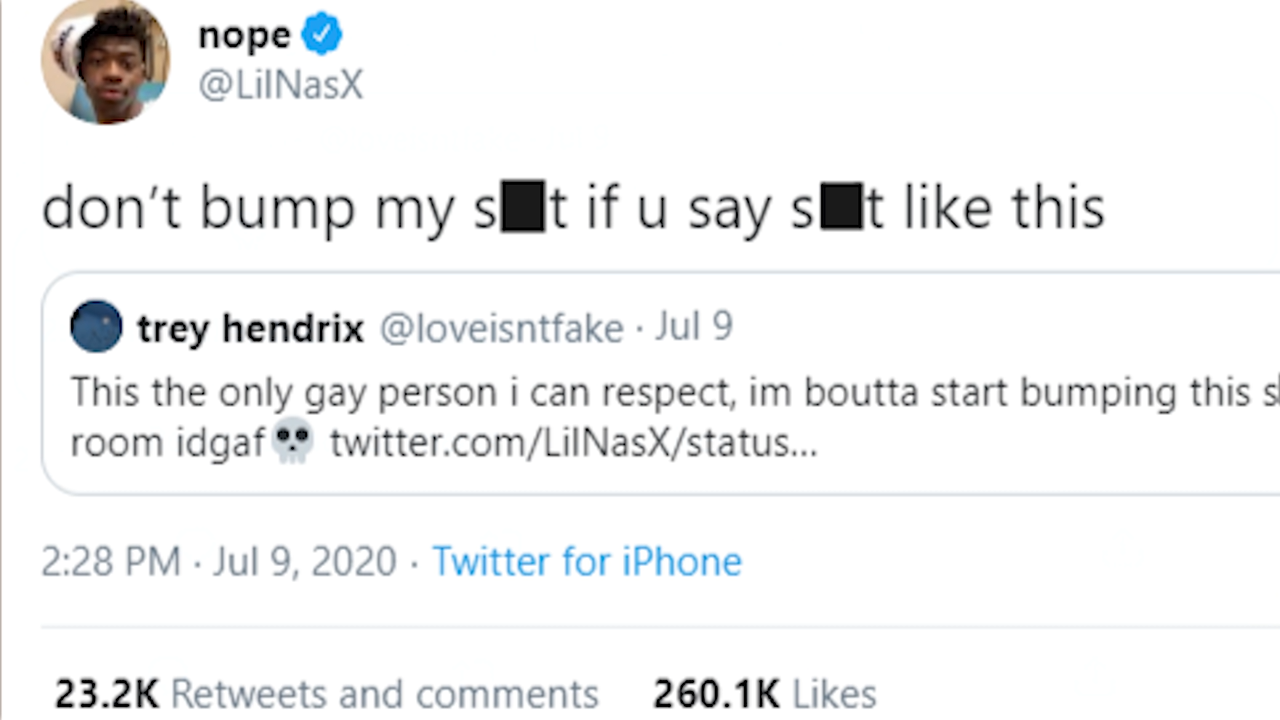 nope
@LilNasX
don’t bump my s■t if u say s■t like this
trey hendrix @loveisntfake · Jul 9
This the only gay person i can respect, im boutta start bumping this
room idgaf💀 twitter.com/LilNasX/status...
2:28 PM · Jul 9, 2020 · Twitter for iPhone
23.2K Retweets and comments 260.1K Likes